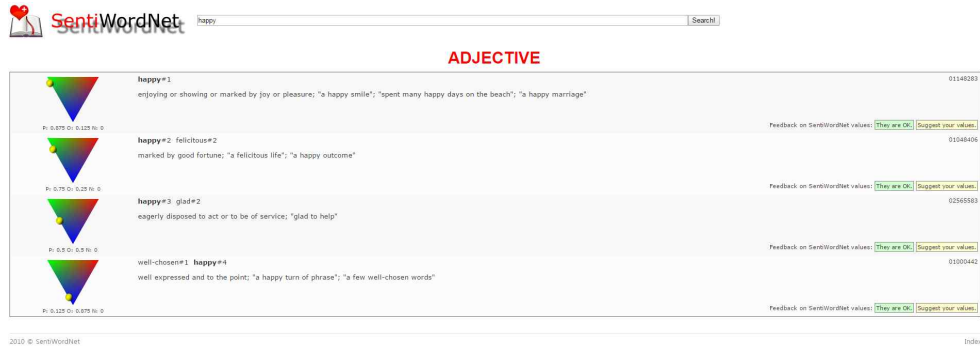 SentiWordNet happy Search!
ADJECTIVE
happy#1 01148283
enjoying or showing or marked by joy or pleasure; "a happy smile"; "spent many happy days on the beach"; "a happy marriage"
P: 0.875 O: 0.125 N: 0 Feedback on SentiWordNet values: They are OK. Suggest your values.
happy#2 felicitous#2 01048406
marked by good fortune; "a felicitous life"; "a happy outcome"
P: 0.75 O: 0.25 N: 0 Feedback on SentiWordNet values: They are OK. Suggest your values.
happy#3 glad#2 02565583
eagerly disposed to act or to be of service; "glad to help"
P: 0.5 O: 0.5 N: 0 Feedback on SentiWordNet values: They are OK. Suggest your values.
well-chosen#1 happy#4 01000442
well expressed and to the point; "a happy turn of phrase"; "a few well-chosen words"
P: 0.125 O: 0.875 N: 0 Feedback on SentiWordNet values: They are OK. Suggest your values.
2010 © SentiWordNet Inde